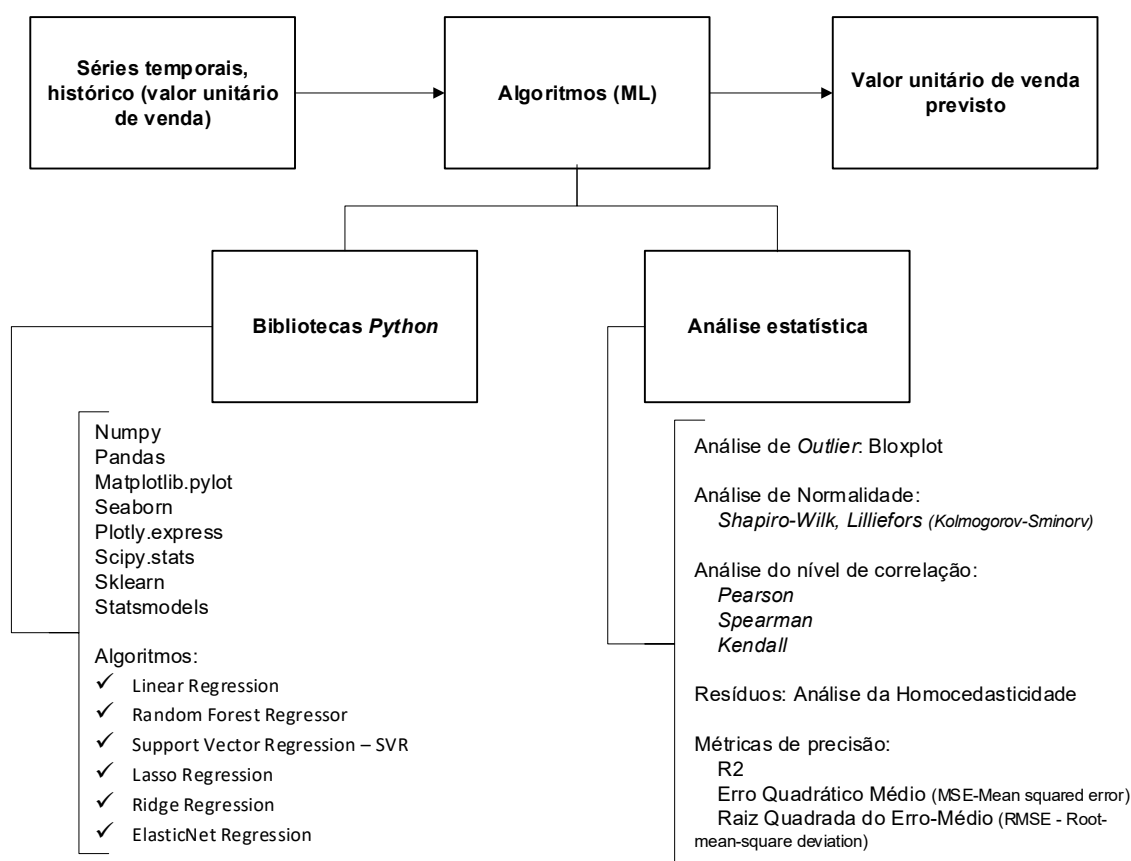 Séries temporais,
histórico (valor unitário
de venda)
Algoritmos (ML)
Valor unitário de venda
previsto
Bibliotecas Python
Análise estatística
Numpy
Pandas
Matplotlib.pylot
Seaborn
Plotly.express
Scipy.stats
Sklearn
Statsmodels
Algoritmos:
✓ Linear Regression
✓ Random Forest Regressor
✓ Support Vector Regression – SVR
✓ Lasso Regression
✓ Ridge Regression
✓ ElasticNet Regression
Análise de Outlier: Bloxplot
Análise de Normalidade:
Shapiro-Wilk, Lilliefors (Kolmogorov-Sminorv)
Análise do nível de correlação:
Pearson
Spearman
Kendall
Resíduos: Análise da Homocedasticidade
Métricas de precisão:
R2
Erro Quadrático Médio (MSE-Mean squared error)
Raiz Quadrada do Erro-Médio (RMSE - Root-
mean-square deviation)